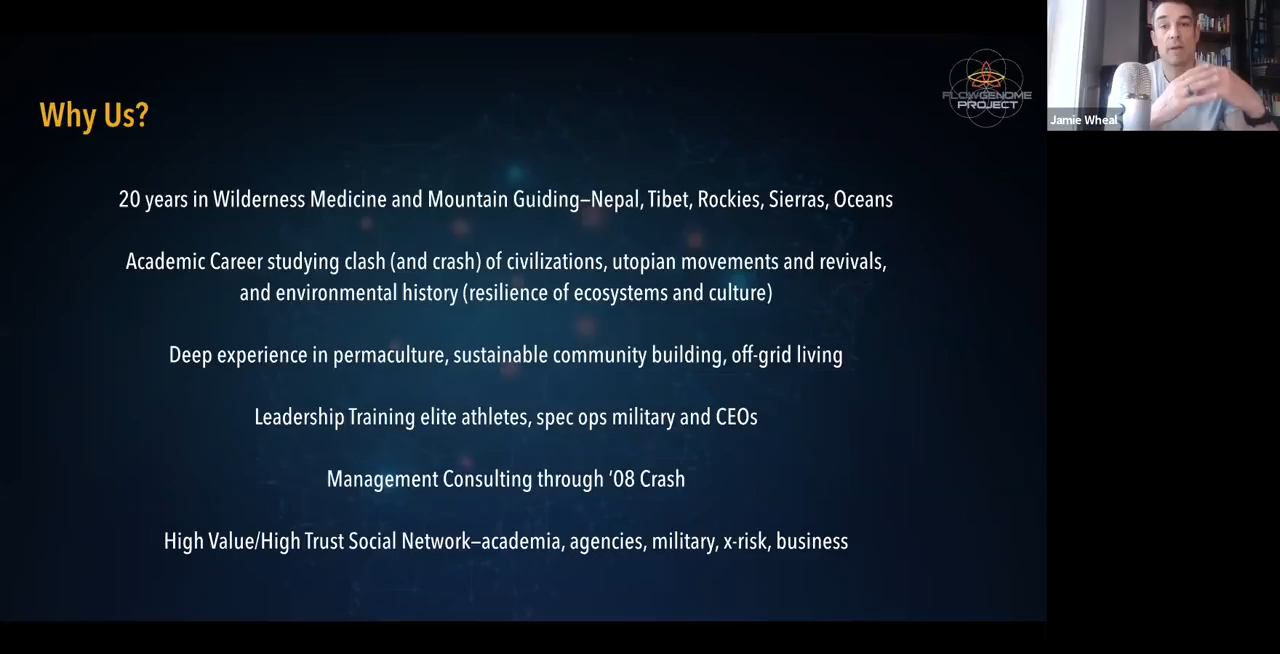 Why Us?
FLOWGENOME
PROJECT
Jamie Wheal
20 years in Wilderness Medicine and Mountain Guiding—Nepal, Tibet, Rockies, Sierras, Oceans
Academic Career studying clash (and crash) of civilizations, utopian movements and revivals,
and environmental history (resilience of ecosystems and culture)
Deep experience in permaculture, sustainable community building, off-grid living
Leadership Training elite athletes, spec ops military and CEOs
Management Consulting through ’08 Crash
High Value/High Trust Social Network—academia, agencies, military, x-risk, business